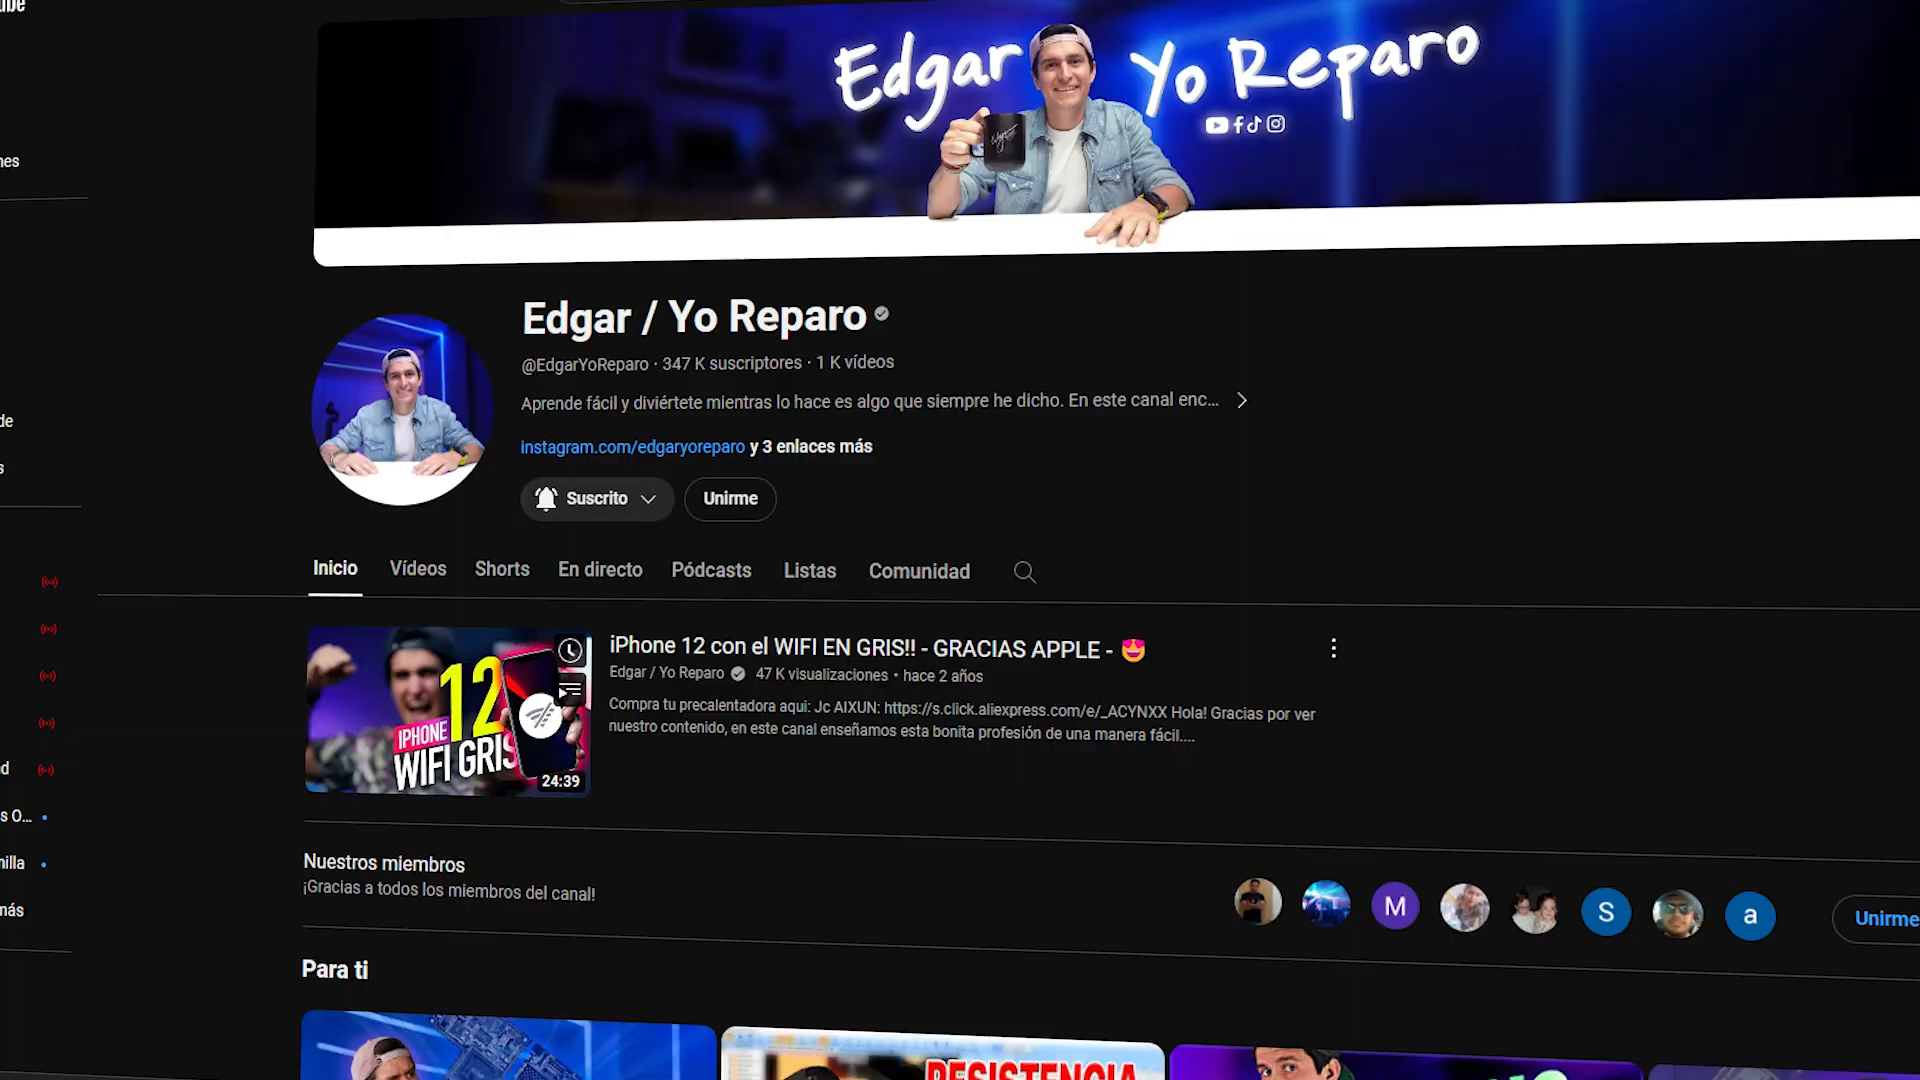 Edgar Yo Reparo
Edgar / Yo Reparo
@EdgarYoReparo · 347 K suscriptores · 1 K vídeos
Aprende fácil y diviértete mientras lo hace es algo que siempre he dicho. En este canal enc...
instagram.com/edgaryoreparo y 3 enlaces más
Suscrito
Unirme
Inicio Vídeos Shorts En directo Pódcasts Listas Comunidad
12
IPHONE
WIFI GRIS
24:39
iPhone 12 con el WIFI EN GRIS!! - GRACIAS APPLE - 😍
Edgar / Yo Reparo 47 K visualizaciones • hace 2 años
Compra tu precalentadora aqui: Jc AIXUN: https://s.click.aliexpress.com/e/_ACYNXX Hola! Gracias por ver
nuestro contenido, en este canal enseñamos esta bonita profesión de una manera fácil....
Nuestros miembros
¡Gracias a todos los miembros del canal!
M
S
a
Unirme
Para ti
RESISTENCIA